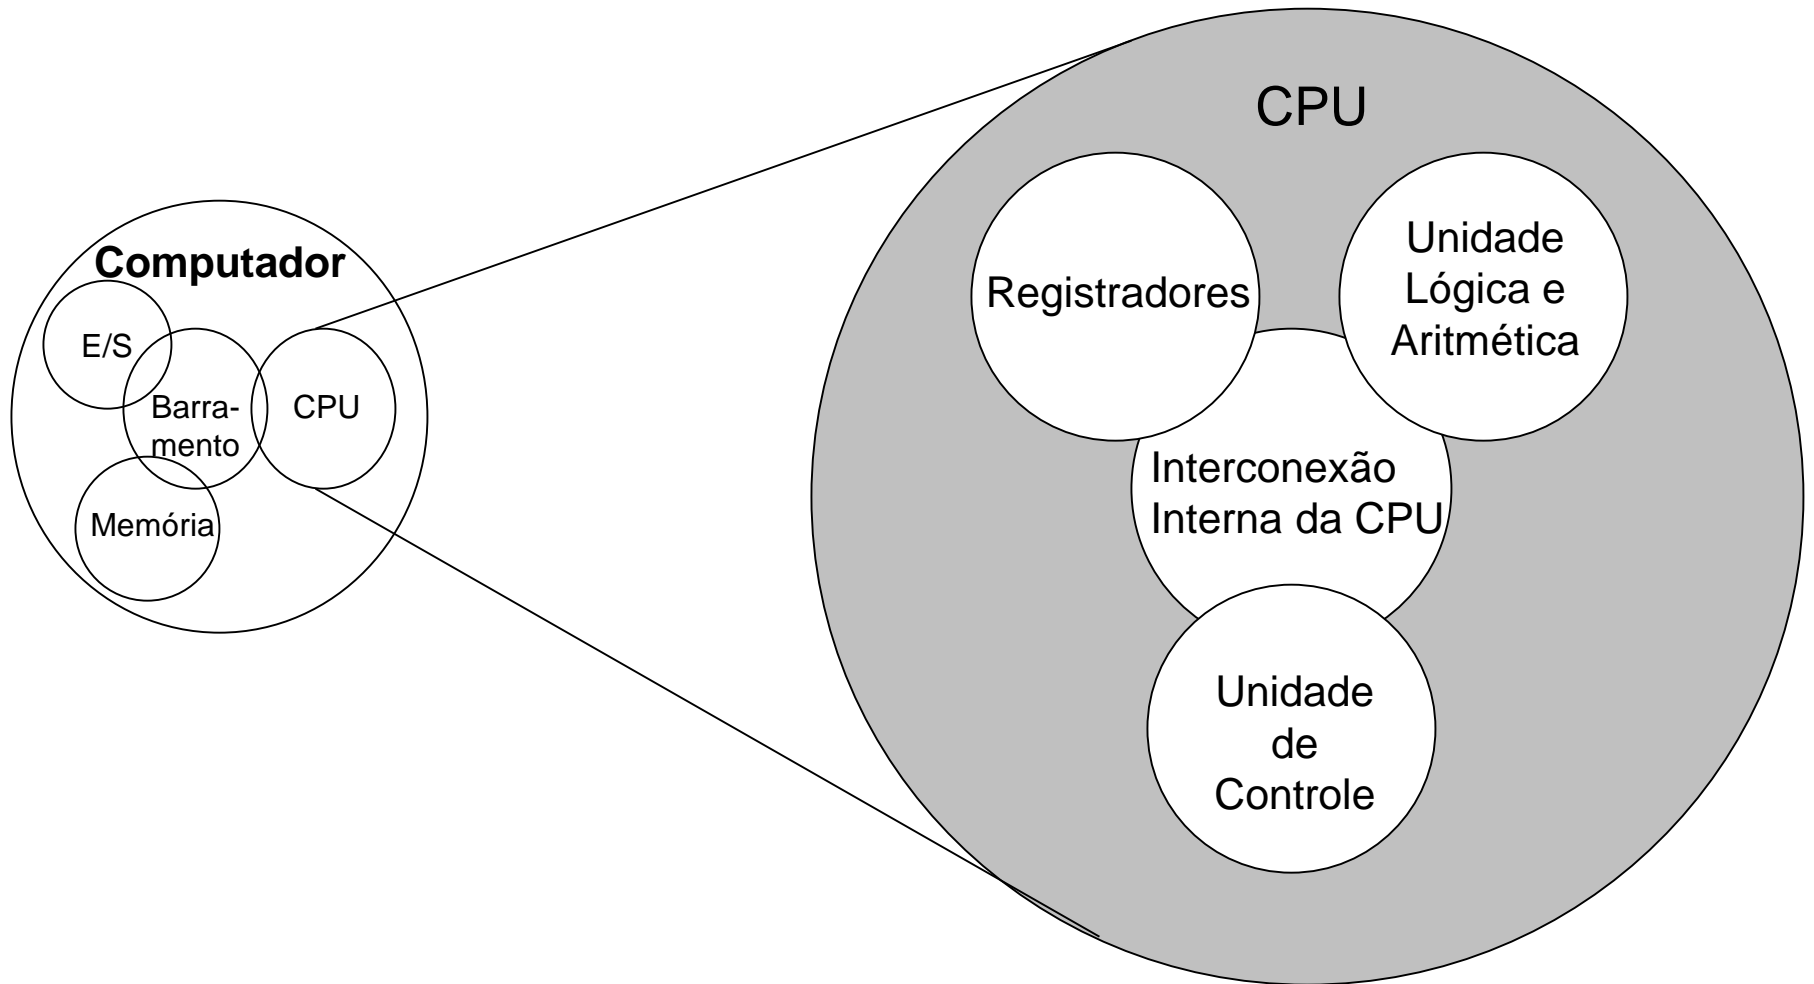 Computador
E/S
Barra-
mento
CPU
Memória
CPU
Registradores
Unidade
Lógica e
Aritmética
Interconexão
Interna da CPU
Unidade
de
Controle